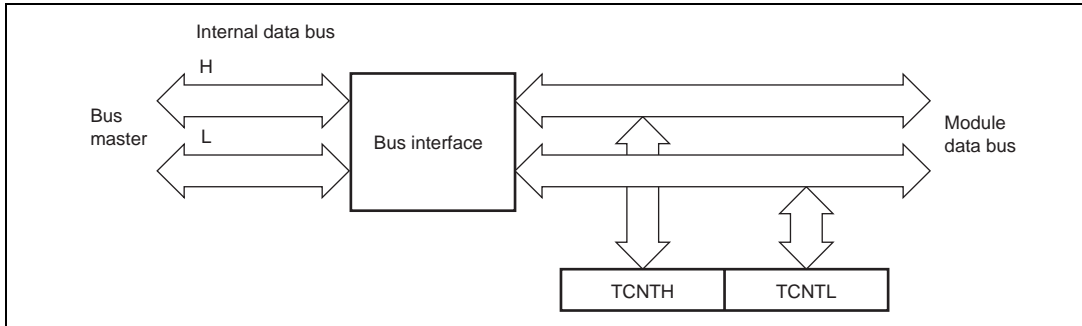 Internal data bus
H
Bus
master
L
Bus interface
Module
data bus
TCNTH
TCNTL